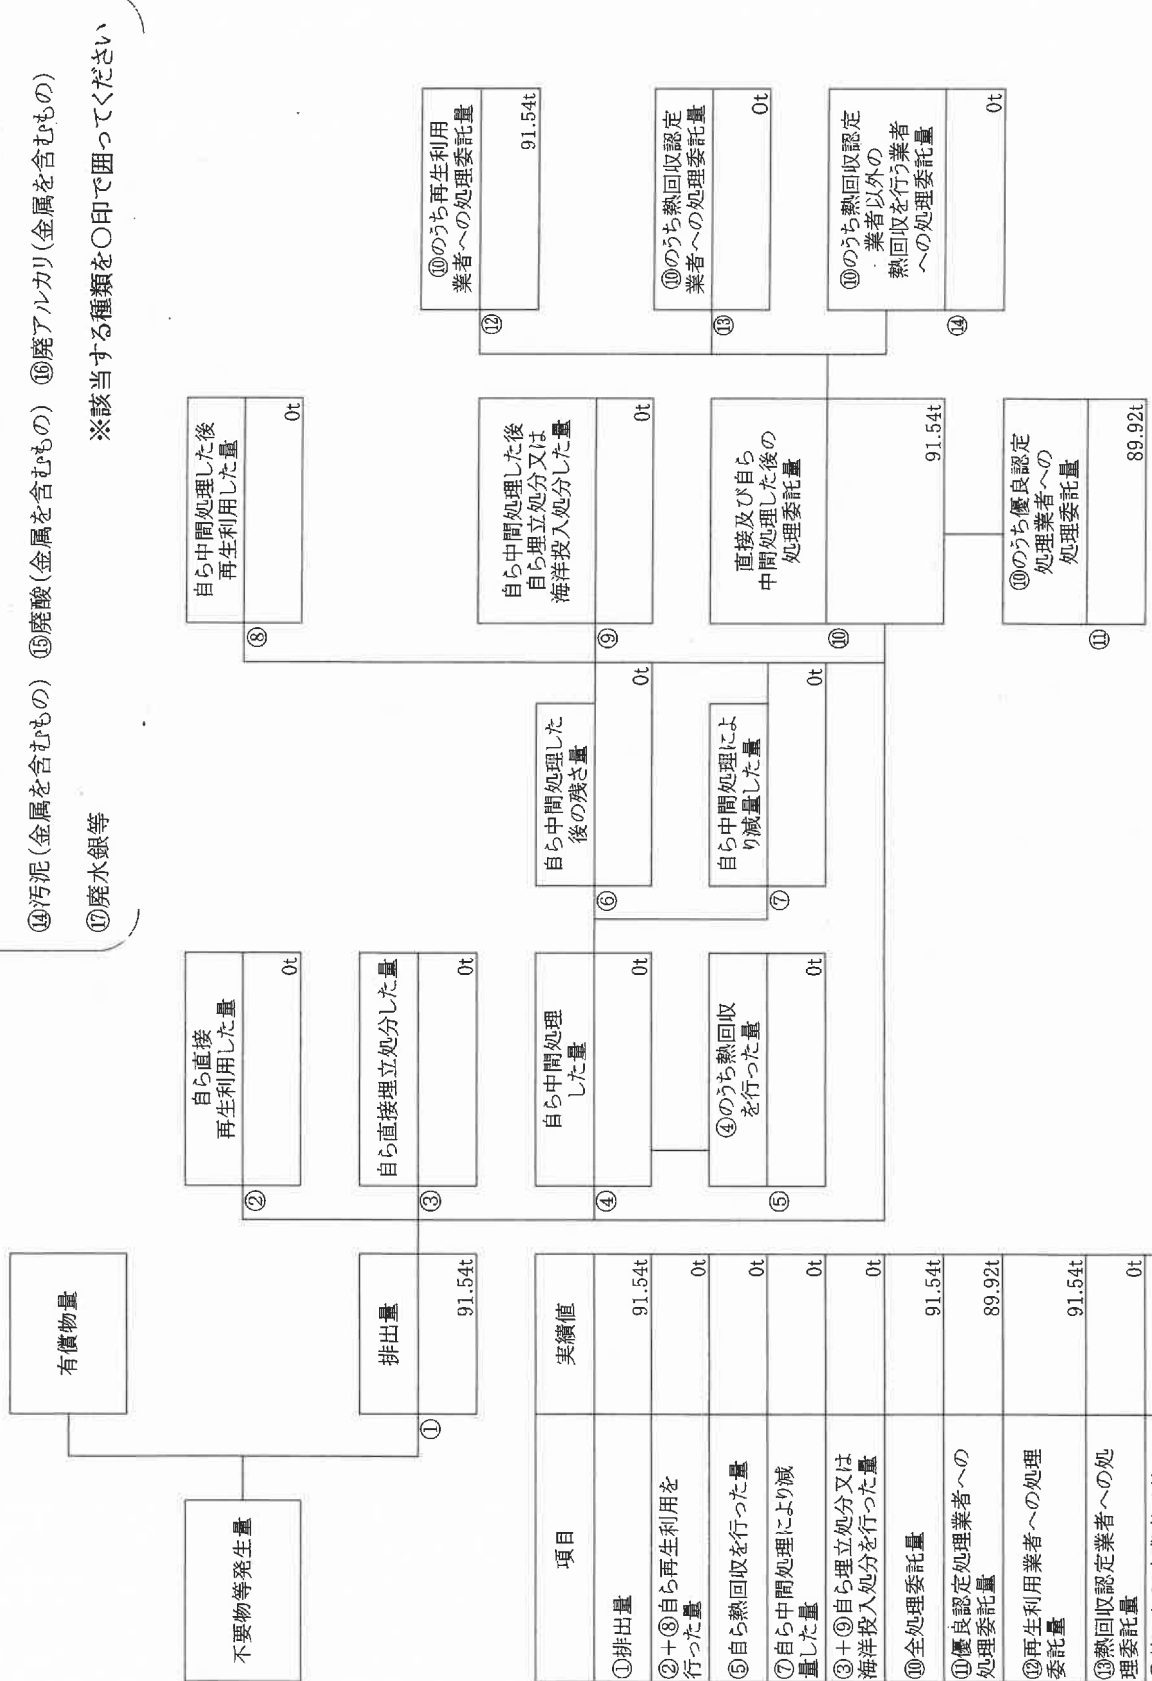 ⑭汚泥(金属を含むもの) ⑮廃酸(金属を含むもの) ⑯廃アルカリ(金属を含むもの)
⑰廃水銀等
※該当する種類を○印で囲ってください
有償物量
不要物等発生量
排出量
①
91.54t
自ら直接
再生利用した量
②
0t
自ら直接埋立処分した量
③
0t
自ら中間処理
した量
④
0t
④のうち熱回収
を行った量
⑤
0t
自ら中間処理した
後の残さ量
⑥
0t
自ら中間処理によ
り減量した量
⑦
0t
自ら中間処理した後
再生利用した量
⑧
0t
自ら中間処理した後
自ら埋立処分又は
海洋投入処分した量
⑨
0t
直接及び自ら
中間処理した後の
処理委託量
⑩
91.54t
⑩のうち優良認定
処理業者への
処理委託量
⑪
89.92t
⑩のうち再生利用
業者への処理委託量
⑫
91.54t
⑩のうち熱回収認定
業者への処理委託量
⑬
0t
⑩のうち熱回収認定
業者以外の
熱回収を行う業者
への処理委託量
⑭
0t
項目
実績値
①排出量
91.54t
②+⑧自ら再生利用を
行った量
0t
⑤自ら熱回収を行った量
0t
⑦自ら中間処理により減
量した量
0t
③+⑨自ら埋立処分又は
海洋投入処分を行った量
0t
⑩全処理委託量
91.54t
⑪優良認定処理業者への
処理委託量
89.92t
⑫再生利用業者への処理
委託量
91.54t
⑬熱回収認定業者への処
理委託量
0t